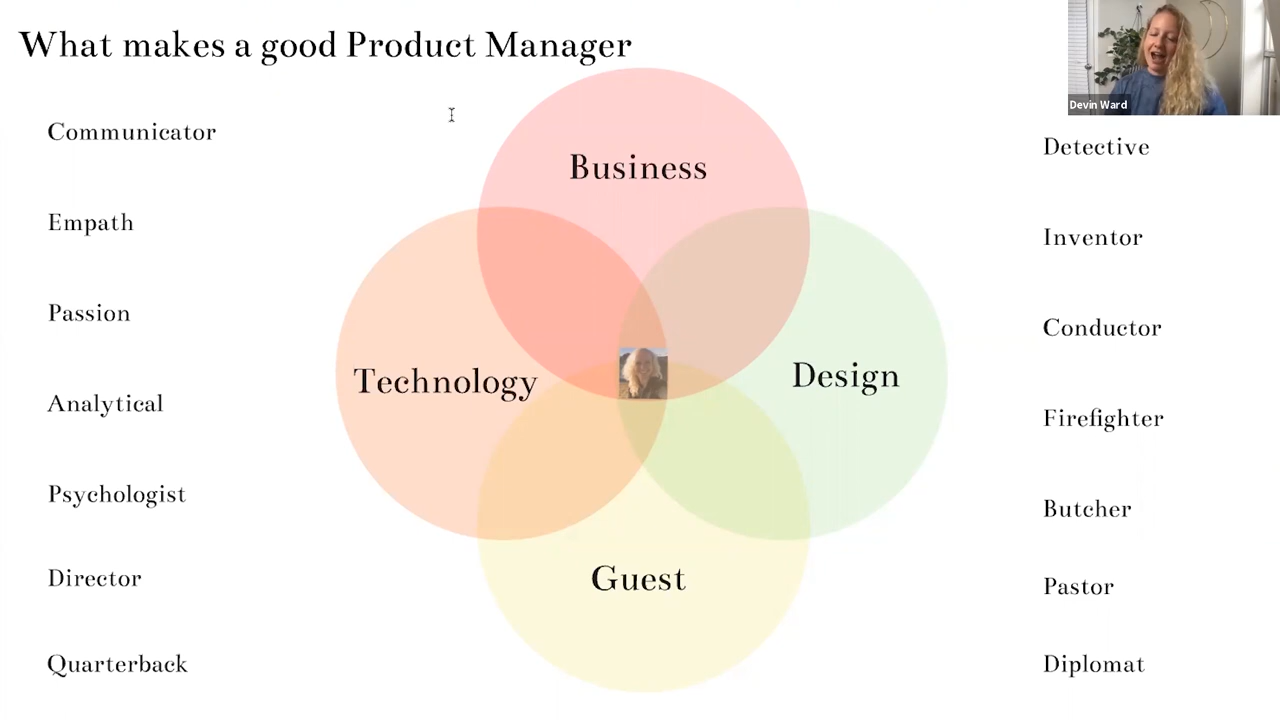 What makes a good Product Manager
Devin Ward
Communicator
Empath
Passion
Analytical
Psychologist
Director
Quarterback
Business
Technology
Design
Guest
Detective
Inventor
Conductor
Firefighter
Butcher
Pastor
Diplomat